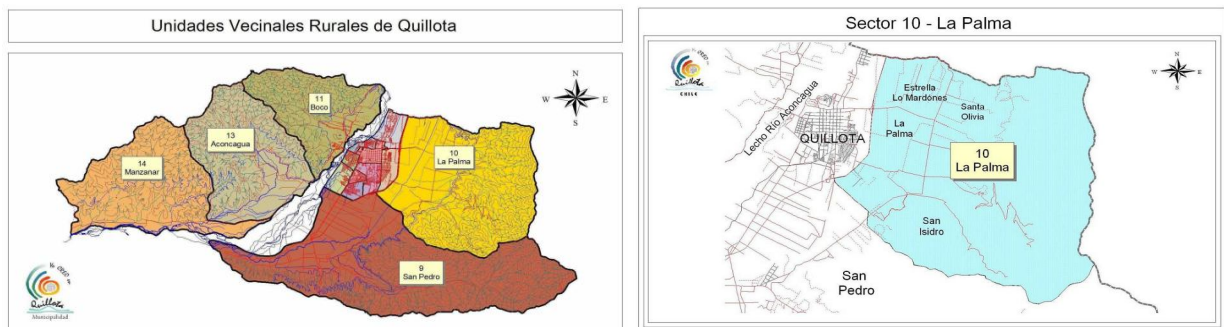 Unidades Vecinales Rurales de Quillota
N
W
E
S
11
Boco
13
Aconcagua
14
Manzanar
10
La Palma
9
San Pedro
Quillota
Municipalidad
Sector 10 - La Palma
Quillota
CHILE
N
W
E
S
Lecho Río Aconcagua
QUILLOTA
Estrella
Lo Mardónes
Santa
Olivia
La
Palma
10
La Palma
San
Isidro
San
Pedro